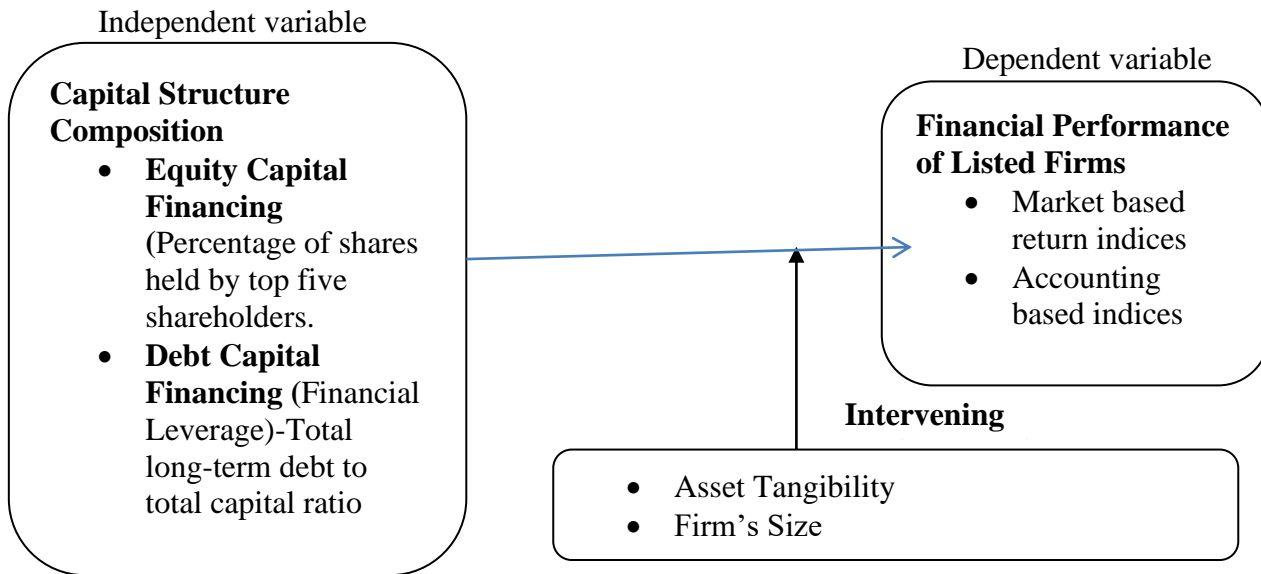 Independent variable
Capital Structure
Composition
• Equity Capital
Financing
(Percentage of shares
held by top five
shareholders.
• Debt Capital
Financing (Financial
Leverage)-Total
long-term debt to
total capital ratio
Dependent variable
Financial Performance
of Listed Firms
• Market based
return indices
• Accounting
based indices
Intervening
• Asset Tangibility
• Firm’s Size